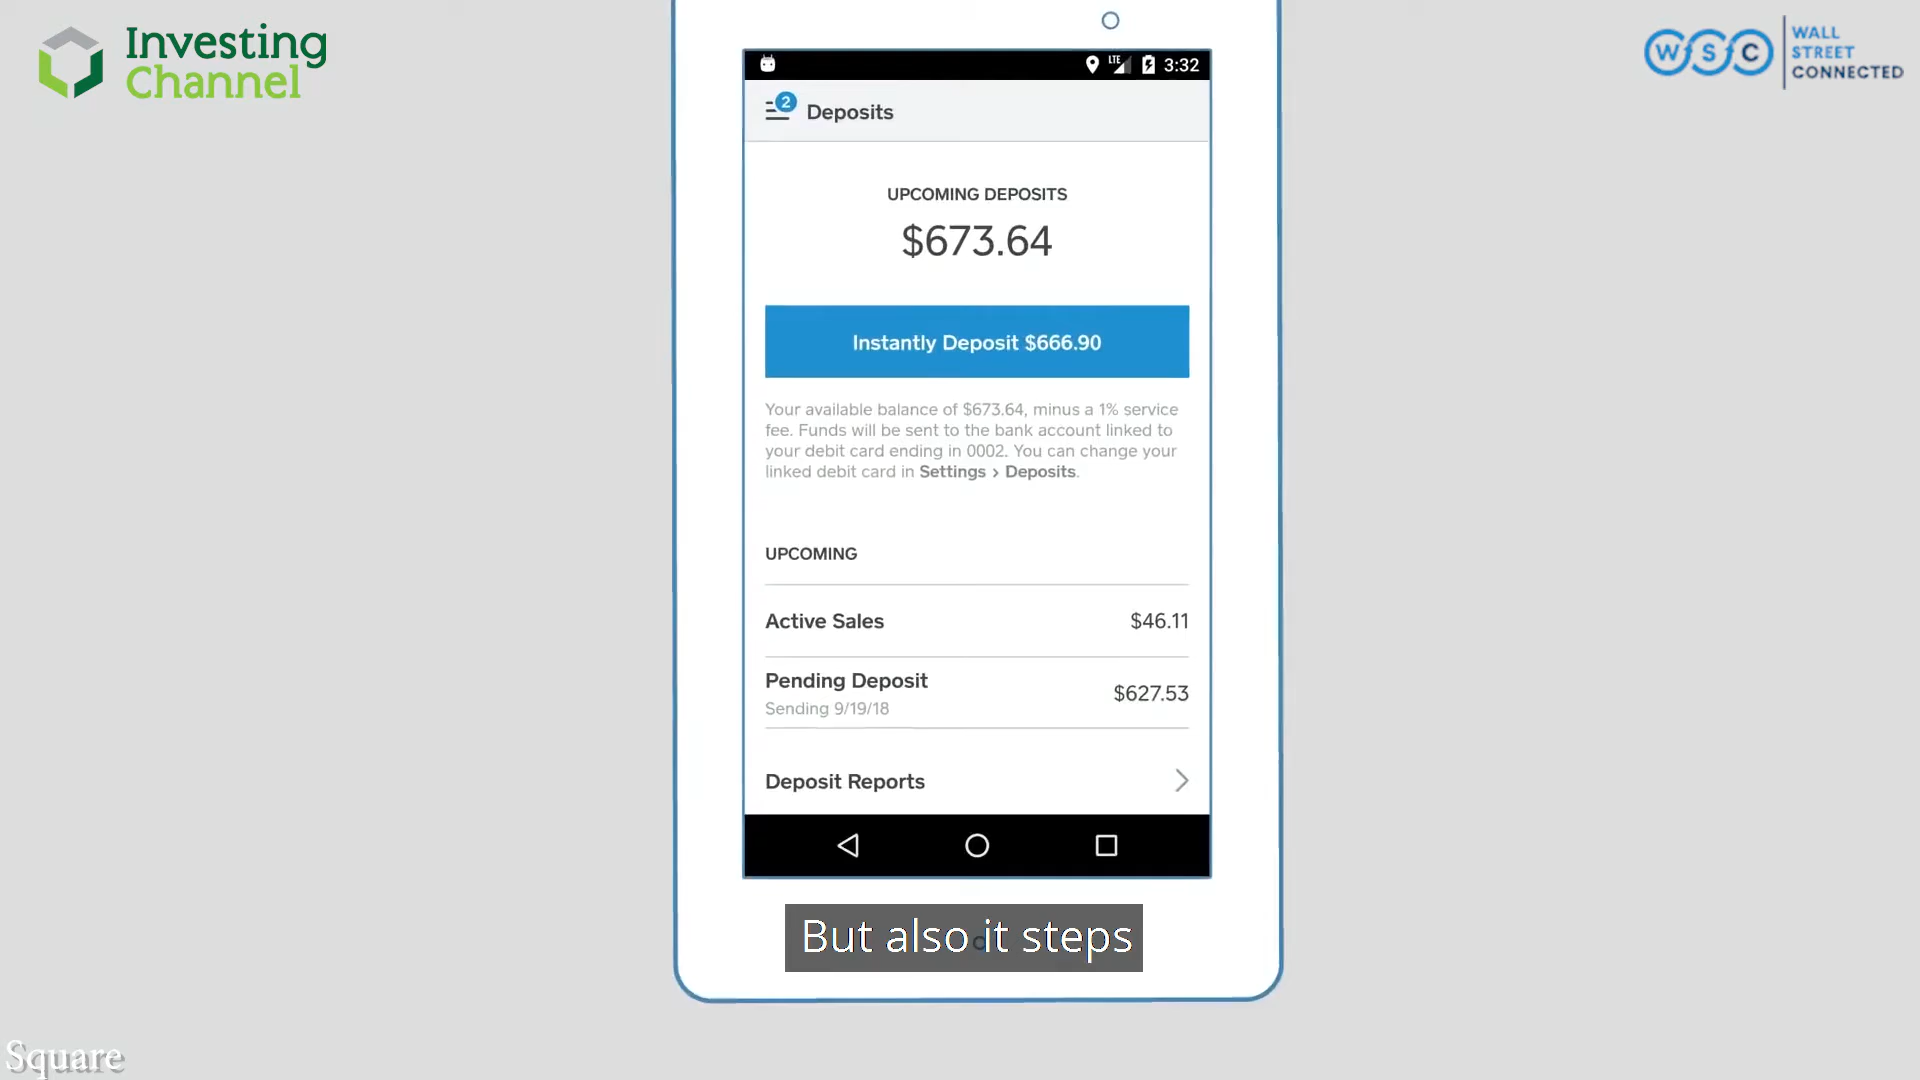 Investing
Channel
WSC
WALL
STREET
CONNECTED
LTE
3:32
2
Deposits
UPCOMING DEPOSITS
$673.64
Instantly Deposit $666.90
Your available balance of $673.64, minus a 1% service
fee. Funds will be sent to the bank account linked to
your debit card ending in 0002. You can change your
linked debit card in Settings > Deposits.
UPCOMING
Active Sales $46.11
Pending Deposit $627.53
Sending 9/19/18
Deposit Reports
But also it steps
Square